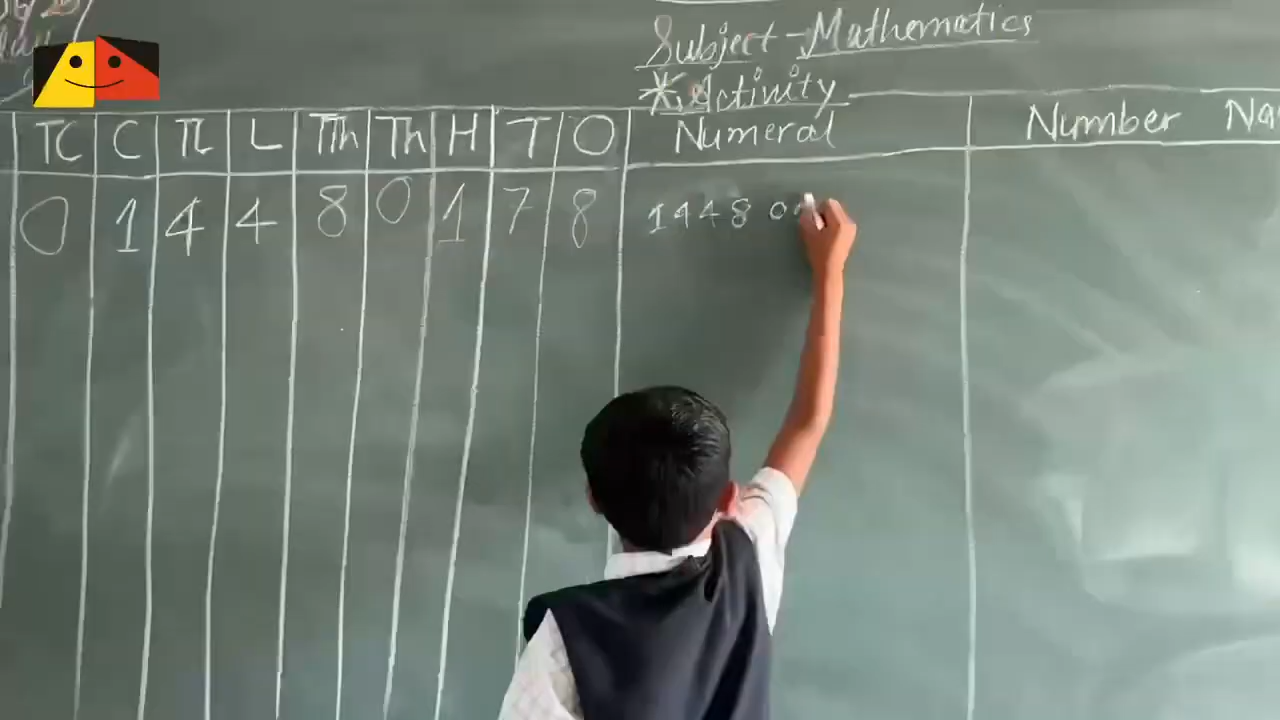 Subject - Mathematics
* Activity
TC C TL L TTh Th H T O Numeral Number Na
0 1 4 4 8 0 1 7 8 1448 0